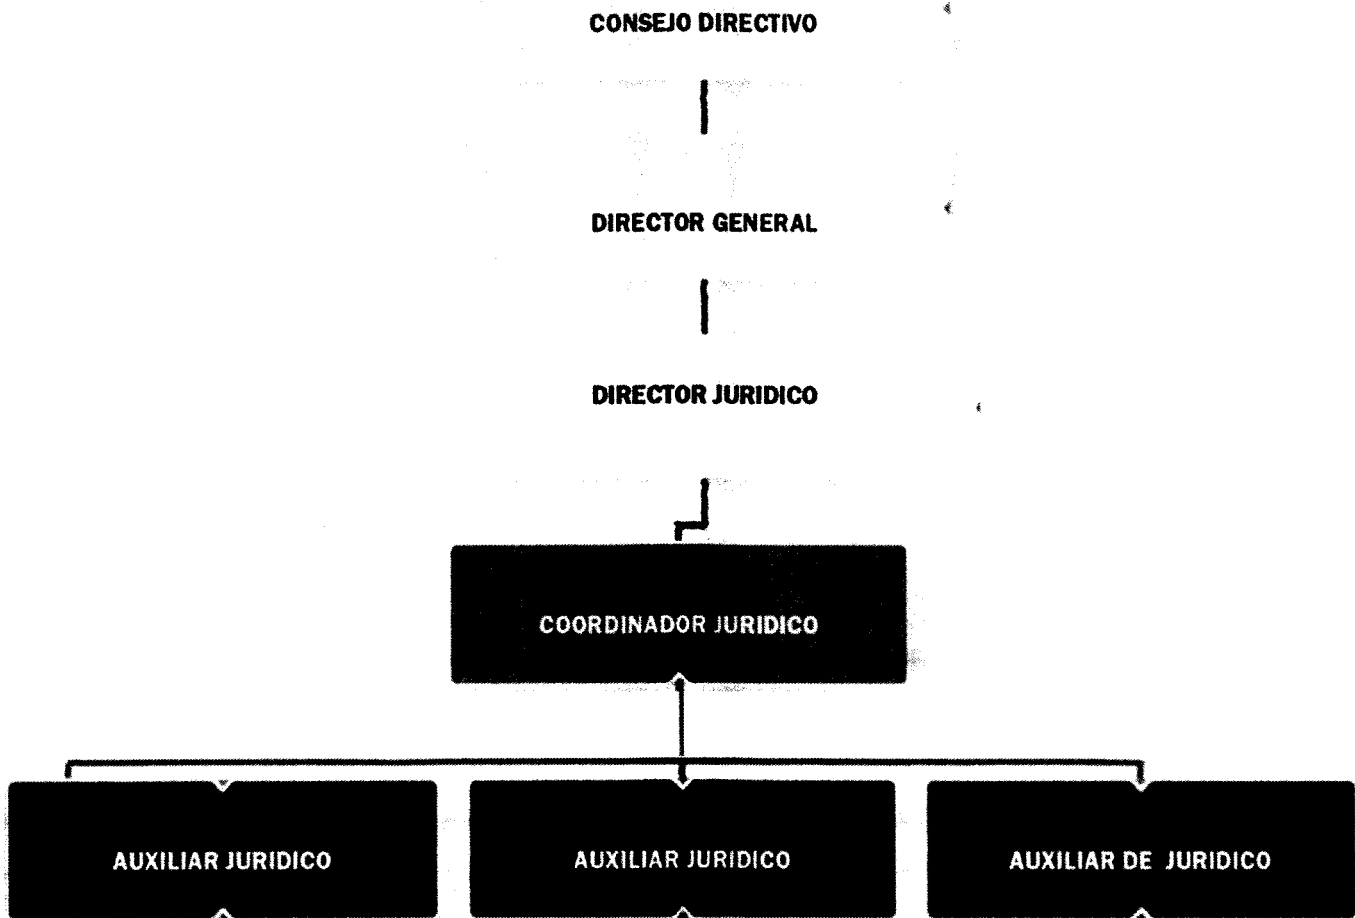 CONSEJO DIRECTIVO
DIRECTOR GENERAL
DIRECTOR JURIDICO
COORDINADOR JURIDICO
AUXILIAR JURIDICO
AUXILIAR JURIDICO
AUXILIAR DE JURIDICO